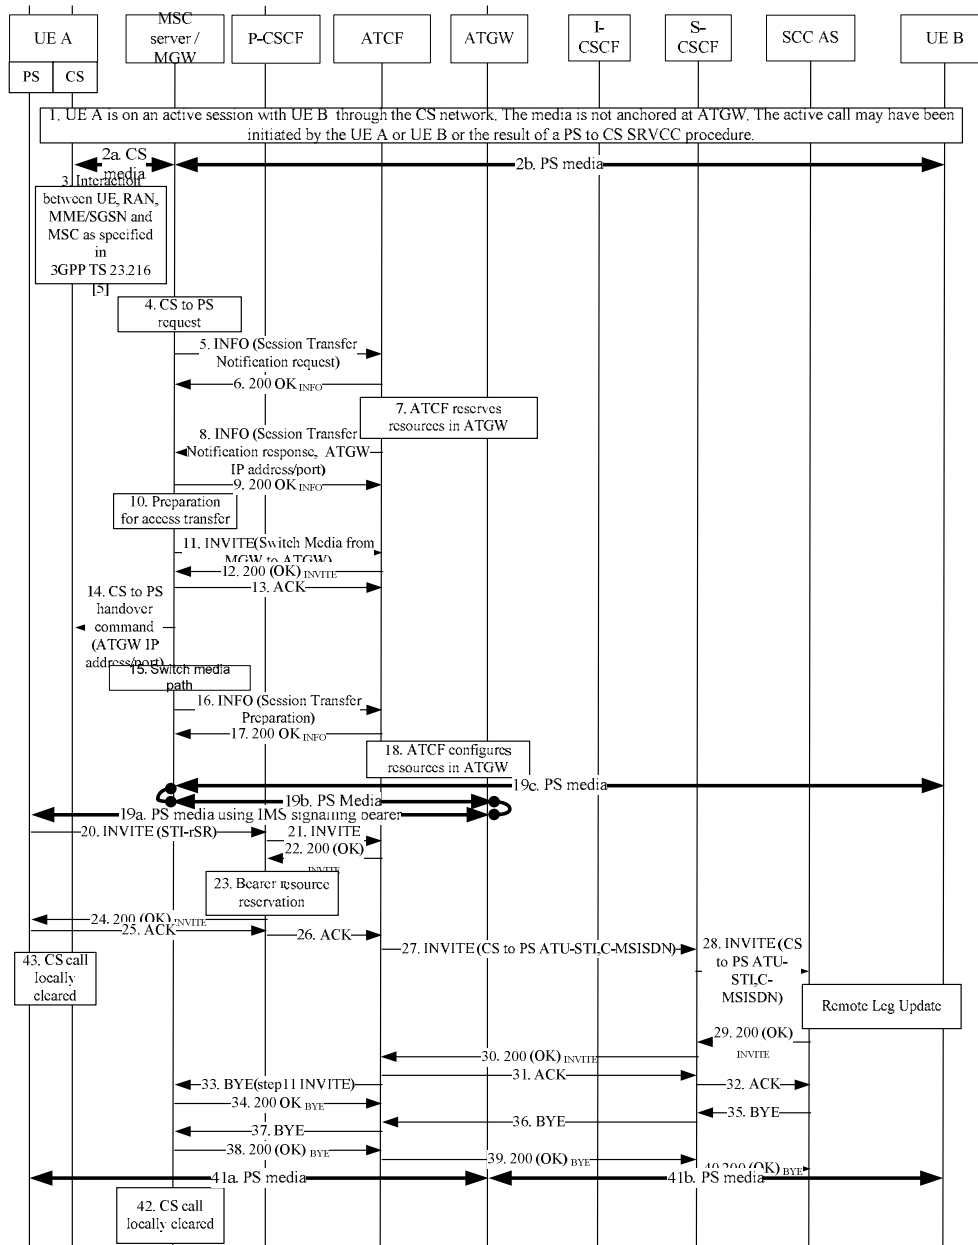 UE A
MSC
server /
MGW
P-CSCF
ATCF
ATGW
I-
CSCF
S-
CSCF
SCC AS
UE B
PS
CS
1. UE A is on an active session with UE B through the CS network. The media is not anchored at ATGW. The active call may have been
initiated by the UE A or UE B or the result of a PS to CS SRVCC procedure.
2a. CS
media
2b. PS media
3. Interaction
between UE, RAN,
MME/SGSN and
MSC as specified
in
3GPP TS 23.216
[5]
4. CS to PS
request
5. INFO (Session Transfer
Notification request)
6. 200 OK INFO
7. ATCF reserves
resources in ATGW
8. INFO (Session Transfer
Notification response, ATGW
IP address/port)
9. 200 OK INFO
10. Preparation
for access transfer
11. INVITE(Switch Media from
MGW to ATGW)
12. 200 (OK) INVITE
13. ACK
14. CS to PS
handover
command
(ATGW IP
address/port)
15. Switch media
path
16. INFO (Session Transfer
Preparation)
17. 200 OK INFO
18. ATCF configures
resources in ATGW
19c. PS media
19b. PS Media
19a. PS media using IMS signalling bearer
20. INVITE (STI-rSR)
21. INVITE
22. 200 (OK)
INVITE
23. Bearer resource
reservation
24. 200 (OK) INVITE
25. ACK
26. ACK
27. INVITE (CS to PS ATU-STI,C-MSISDN)
28. INVITE (CS
to PS ATU-
STI,C-
MSISDN)
43. CS call
locally
cleared
Remote Leg Update
29. 200 (OK)
INVITE
30. 200 (OK) INVITE
31. ACK
32. ACK
33. BYE(step11 INVITE)
34. 200 OK BYE
35. BYE
36. BYE
37. BYE
38. 200 (OK) BYE
39. 200 (OK) BYE
40.200 (OK) BYE
41a. PS media
41b. PS media
42. CS call
locally cleared